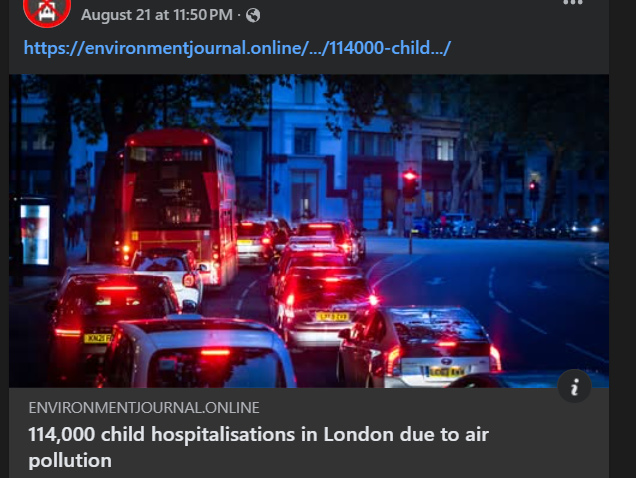 August 21 at 11:50 PM ·
https://environmentjournal.online/.../114000-child.../
ENVIRONMENTJOURNAL.ONLINE
114,000 child hospitalisations in London due to air
pollution